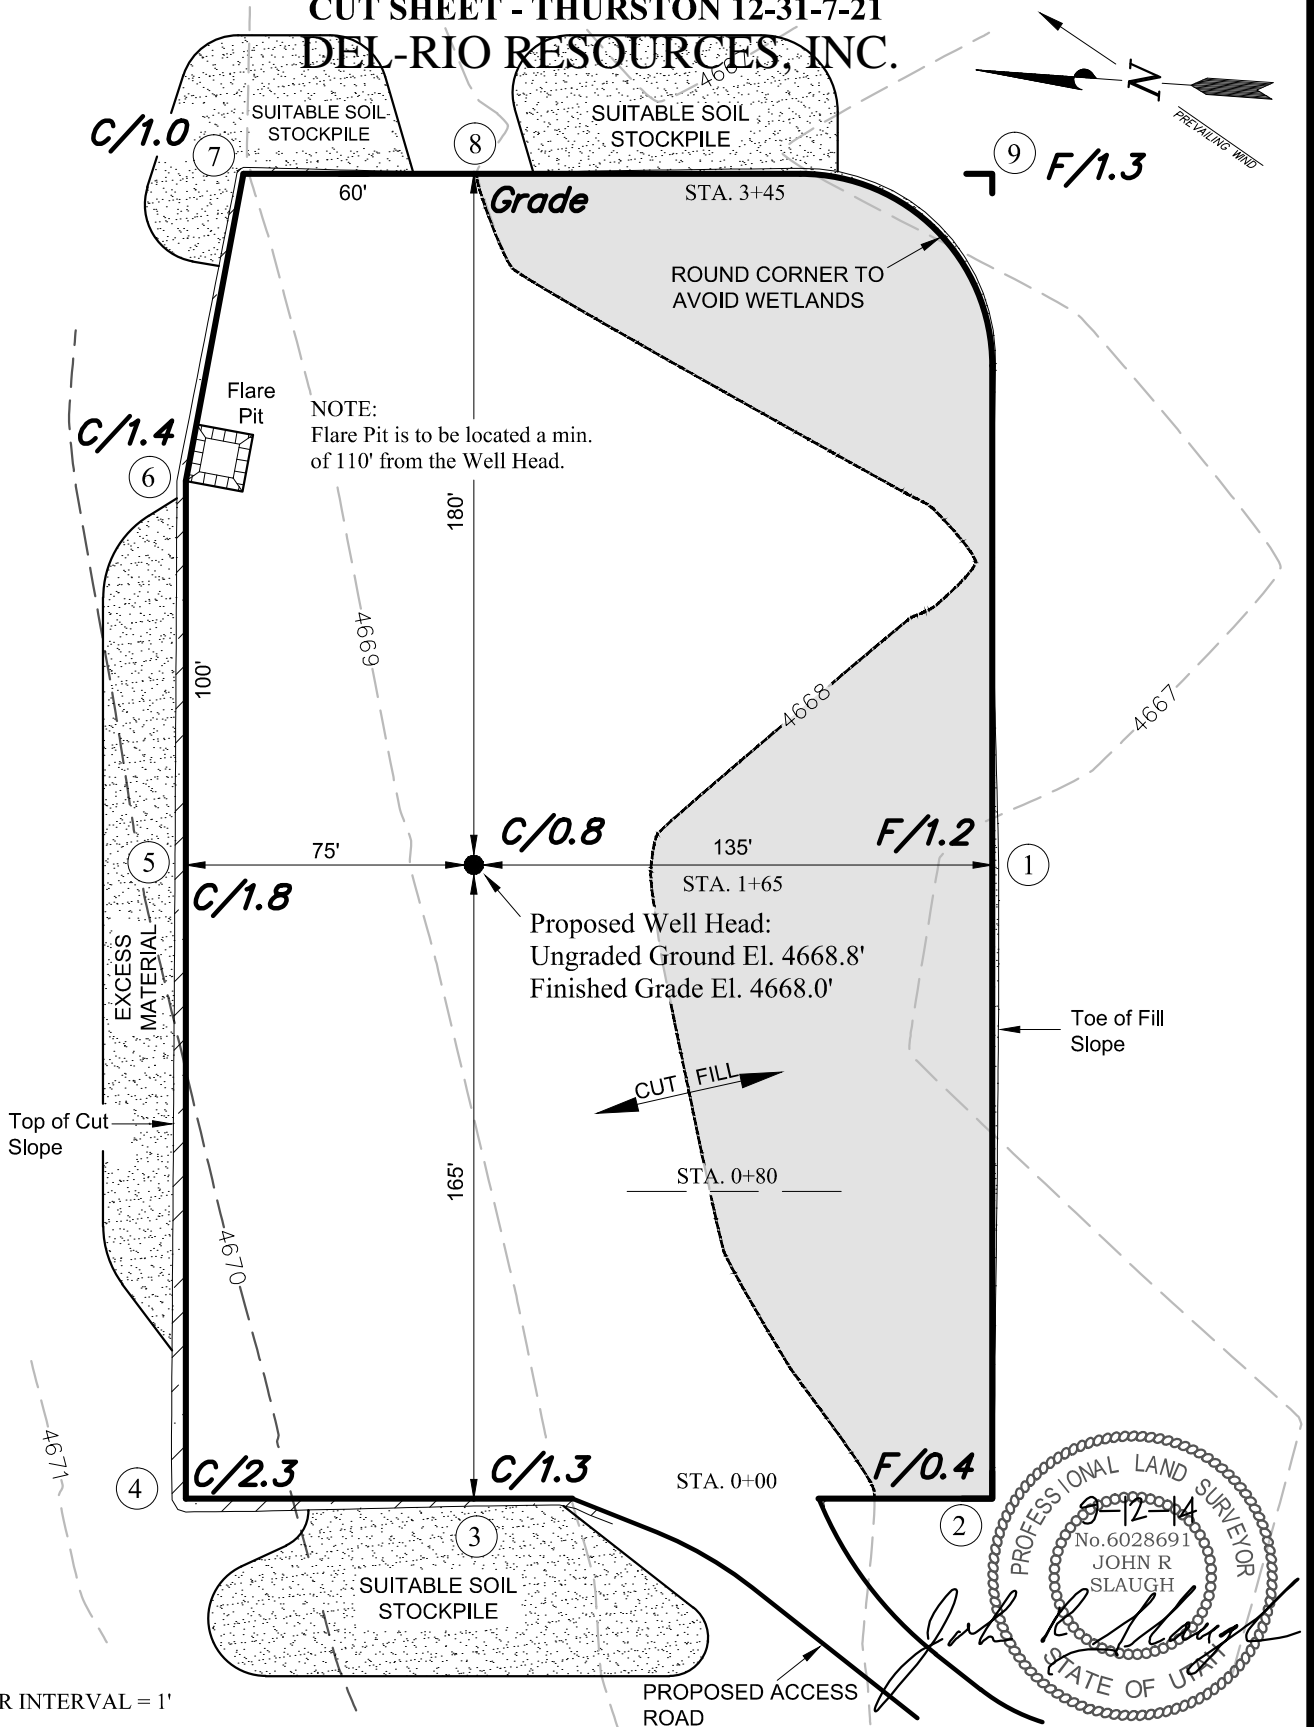 CUT SHEET - THURSTON 12-31-7-21
DEL-RIO RESOURCES, INC.
N
PREVAILING WIND
SUITABLE SOIL
STOCKPILE
SUITABLE SOIL
STOCKPILE
C/1.0
7
8
9
F/1.3
60'
Grade
STA. 3+45
ROUND CORNER TO
AVOID WETLANDS
Flare
Pit
NOTE:
Flare Pit is to be located a min.
of 110' from the Well Head.
C/1.4
6
180'
4669
100'
4668
4667
C/0.8
F/1.2
5
75'
135'
1
C/1.8
STA. 1+65
Proposed Well Head:
Ungraded Ground El. 4668.8'
Finished Grade El. 4668.0'
EXCESS
MATERIAL
Toe of Fill
Slope
CUT
FILL
Top of Cut
Slope
165'
STA. 0+80
4670
4671
C/2.3
C/1.3
STA. 0+00
F/0.4
4
3
2
SUITABLE SOIL
STOCKPILE
PROFESSIONAL LAND SURVEYOR
9-12-14
No.6028691
JOHN R
SLAUGH
John R Slaugh
STATE OF UTAH
PROPOSED ACCESS
ROAD
R INTERVAL = 1'